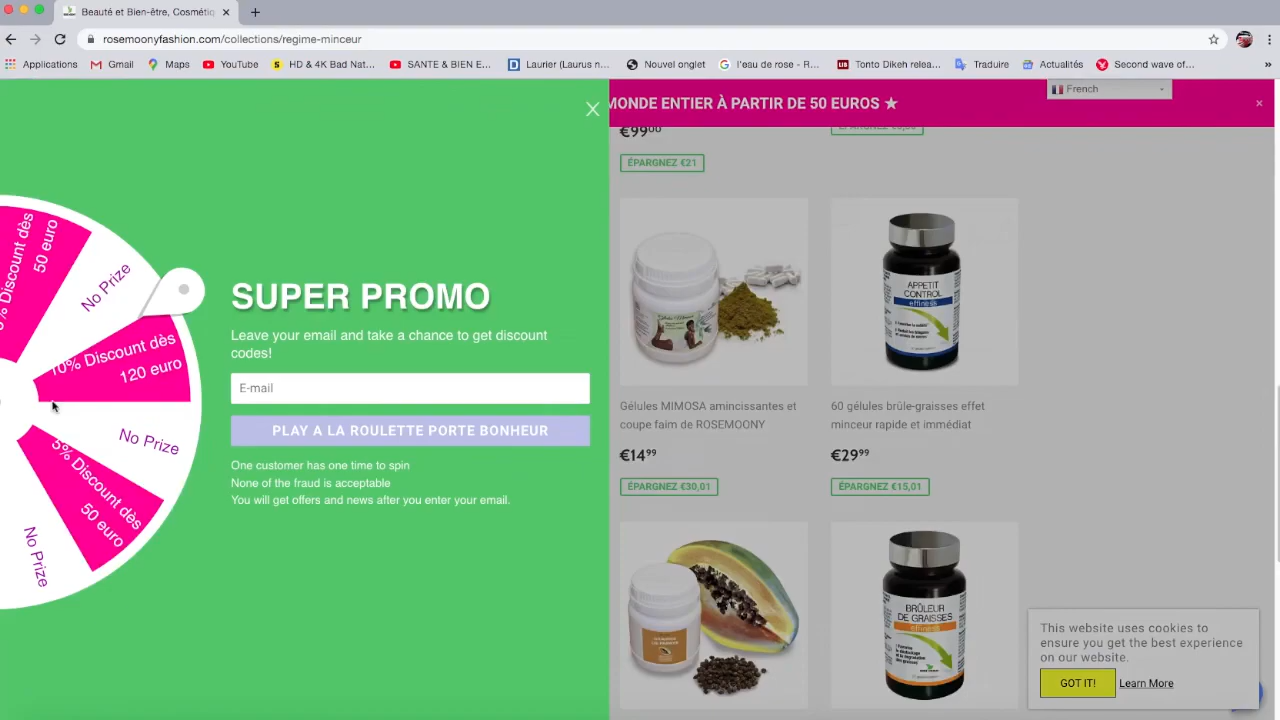 Beauté et Bien-être, Cosmétiq
rosemoonyfashion.com/collections/regime-minceur
Applications
Gmail
Maps
YouTube
HD & 4K Bad Nat...
SANTE & BIEN E...
Laurier (Laurus n...
Nouvel onglet
l'eau de rose - R...
Tonto Dikeh relea...
Traduire
Actualités
Second wave of...
»
MONDE ENTIER À PARTIR DE 50 EUROS ★
French
×
€9900
ÉPARGNEZ €21
% Discount dès
50 euro
No Prize
10% Discount dès
120 euro
No Prize
5% Discount dès
50 euro
No Prize
X
SUPER PROMO
Leave your email and take a chance to get discount
codes!
E-mail
PLAY A LA ROULETTE PORTE BONHEUR
One customer has one time to spin
None of the fraud is acceptable
You will get offers and news after you enter your email.
APPETIT
CONTROL
effinesis
Gélules MIMOSA amincissantes et
coupe faim de ROSEMOONY
€1499
ÉPARGNEZ €30,01
60 gélules brûle-graisses effet
minceur rapide et immédiat
€2999
ÉPARGNEZ €15,01
BRÛLEUR
DE GRAISSES
effinesis
This website uses cookies to
ensure you get the best experience
on our website.
GOT IT!
Learn More